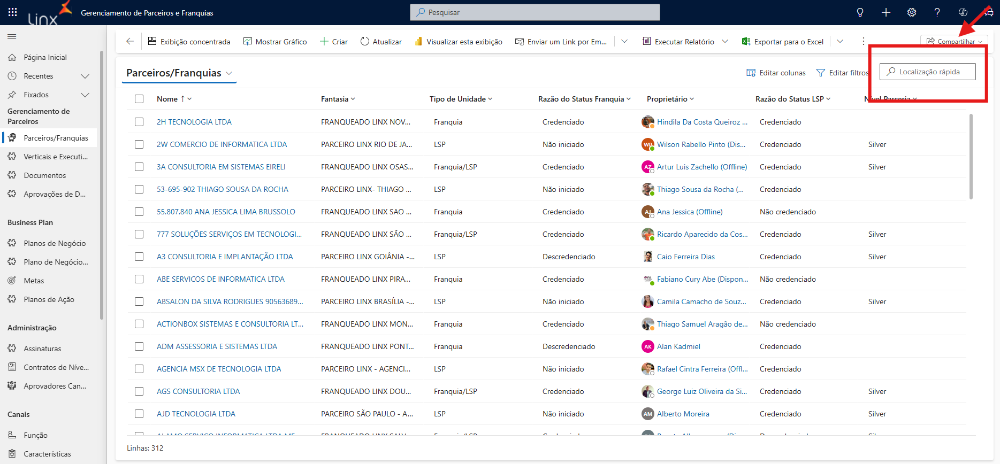 Linx
Gerenciamento de Parceiros e Franquias
Pesquisar
Página Inicial
Recentes
Fixados
Gerenciamento de
Parceiros
Parceiros/Franquias
Verticais e Executi...
Documentos
Aprovações de D...
Business Plan
Planos de Negócio
Plano de Negócio...
Metas
Planos de Ação
Administração
Assinaturas
Contratos de Níve...
Aprovadores Can...
Canais
Função
Características
Exibição concentrada Mostrar Gráfico Criar Atualizar Visualizar esta exibição Enviar um Link por Em... Executar Relatório Exportar para o Excel Compartilhar
Parceiros/Franquias Editar colunas Editar filtros Localização rápida
Nome Fantasia Tipo de Unidade Razão do Status Franquia Proprietário Razão do Status LSP Nível Parceria
2H TECNOLOGIA LTDA FRANQUEADO LINX NOV... Franquia Credenciado Hindila Da Costa Queiroz ... Credenciado
2W COMERCIO DE INFORMATICA LTDA PARCEIRO LINX RIO DE JA... LSP Não iniciado WP Wilson Rabello Pinto (Dis... Credenciado Silver
3A CONSULTORIA EM SISTEMAS EIRELI FRANQUEADO LINX OSAS... Franquia/LSP Credenciado AZ Artur Luis Zachello (Offline) Credenciado Silver
53-695-902 THIAGO SOUSA DA ROCHA PARCEIRO LINX- THIAGO ... LSP Não iniciado Thiago Sousa da Rocha (... Credenciado
55.807.840 ANA JESSICA LIMA BRUSSOLO FRANQUEADO LINX SAO ... Franquia Credenciado AJ Ana Jessica (Offline) Não credenciado
777 SOLUÇÕES SERVIÇOS EM TECNOLOGI... FRANQUEADO LINX SÃO ... Franquia/LSP Credenciado Ricardo Aparecido da Cos... Credenciado Silver
A3 CONSULTORIA E IMPLANTAÇÃO LTDA PARCEIRO LINX GOIÂNIA -... LSP Descredenciado Caio Ferreira Dias Credenciado Silver
ABE SERVICOS DE INFORMATICA LTDA FRANQUEADO LINX PIRA... Franquia Credenciado Fabiano Cury Abe (Dispon... Não credenciado
ABSALON DA SILVA RODRIGUES 90563689... PARCEIRO LINX BRASÍLIA -... LSP Não iniciado Camila Camacho de Souz... Credenciado Silver
ACTIONBOX SISTEMAS E CONSULTORIA LT... FRANQUEADO LINX MON... Franquia Credenciado Thiago Samuel Aragão de... Não credenciado
ADM ASSESSORIA E SISTEMAS LTDA FRANQUEADO LINX PONT... Franquia Descredenciado AK Alan Kadmiel Credenciado
AGENCIA MSX DE TECNOLOGIA LTDA PARCEIRO LINX - AGENCI... LSP Não iniciado Rafael Cintra Ferreira (Offl... Credenciado
AGS CONSULTORIA LTDA FRANQUEADO LINX DOU... Franquia/LSP Credenciado George Luiz Oliveira da Si... Credenciado Silver
AJD TECNOLOGIA LTDA PARCEIRO SÃO PAULO - A... LSP Não iniciado AM Alberto Moreira Credenciado Silver
Linhas: 312